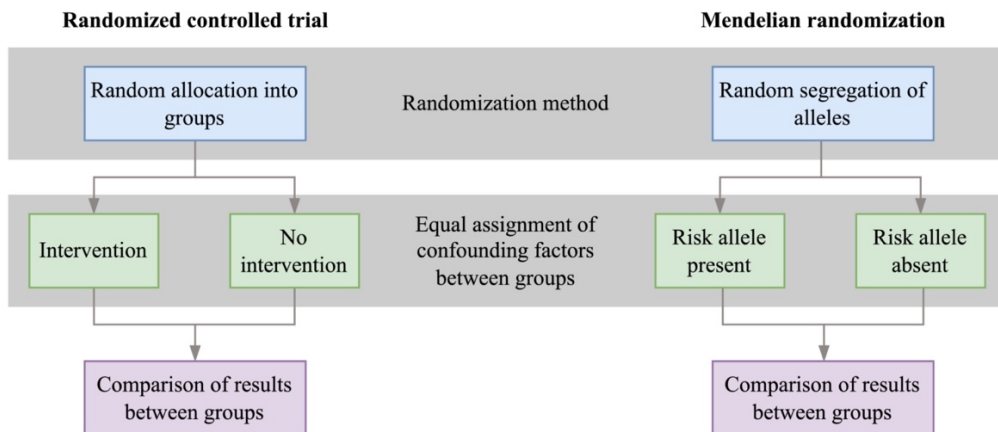 Randomized controlled trial
Mendelian randomization
Random allocation into
groups
Randomization method
Random segregation of
alleles
Intervention
No
intervention
Equal assignment of
confounding factors
between groups
Risk allele
present
Risk allele
absent
Comparison of results
between groups
Comparison of results
between groups